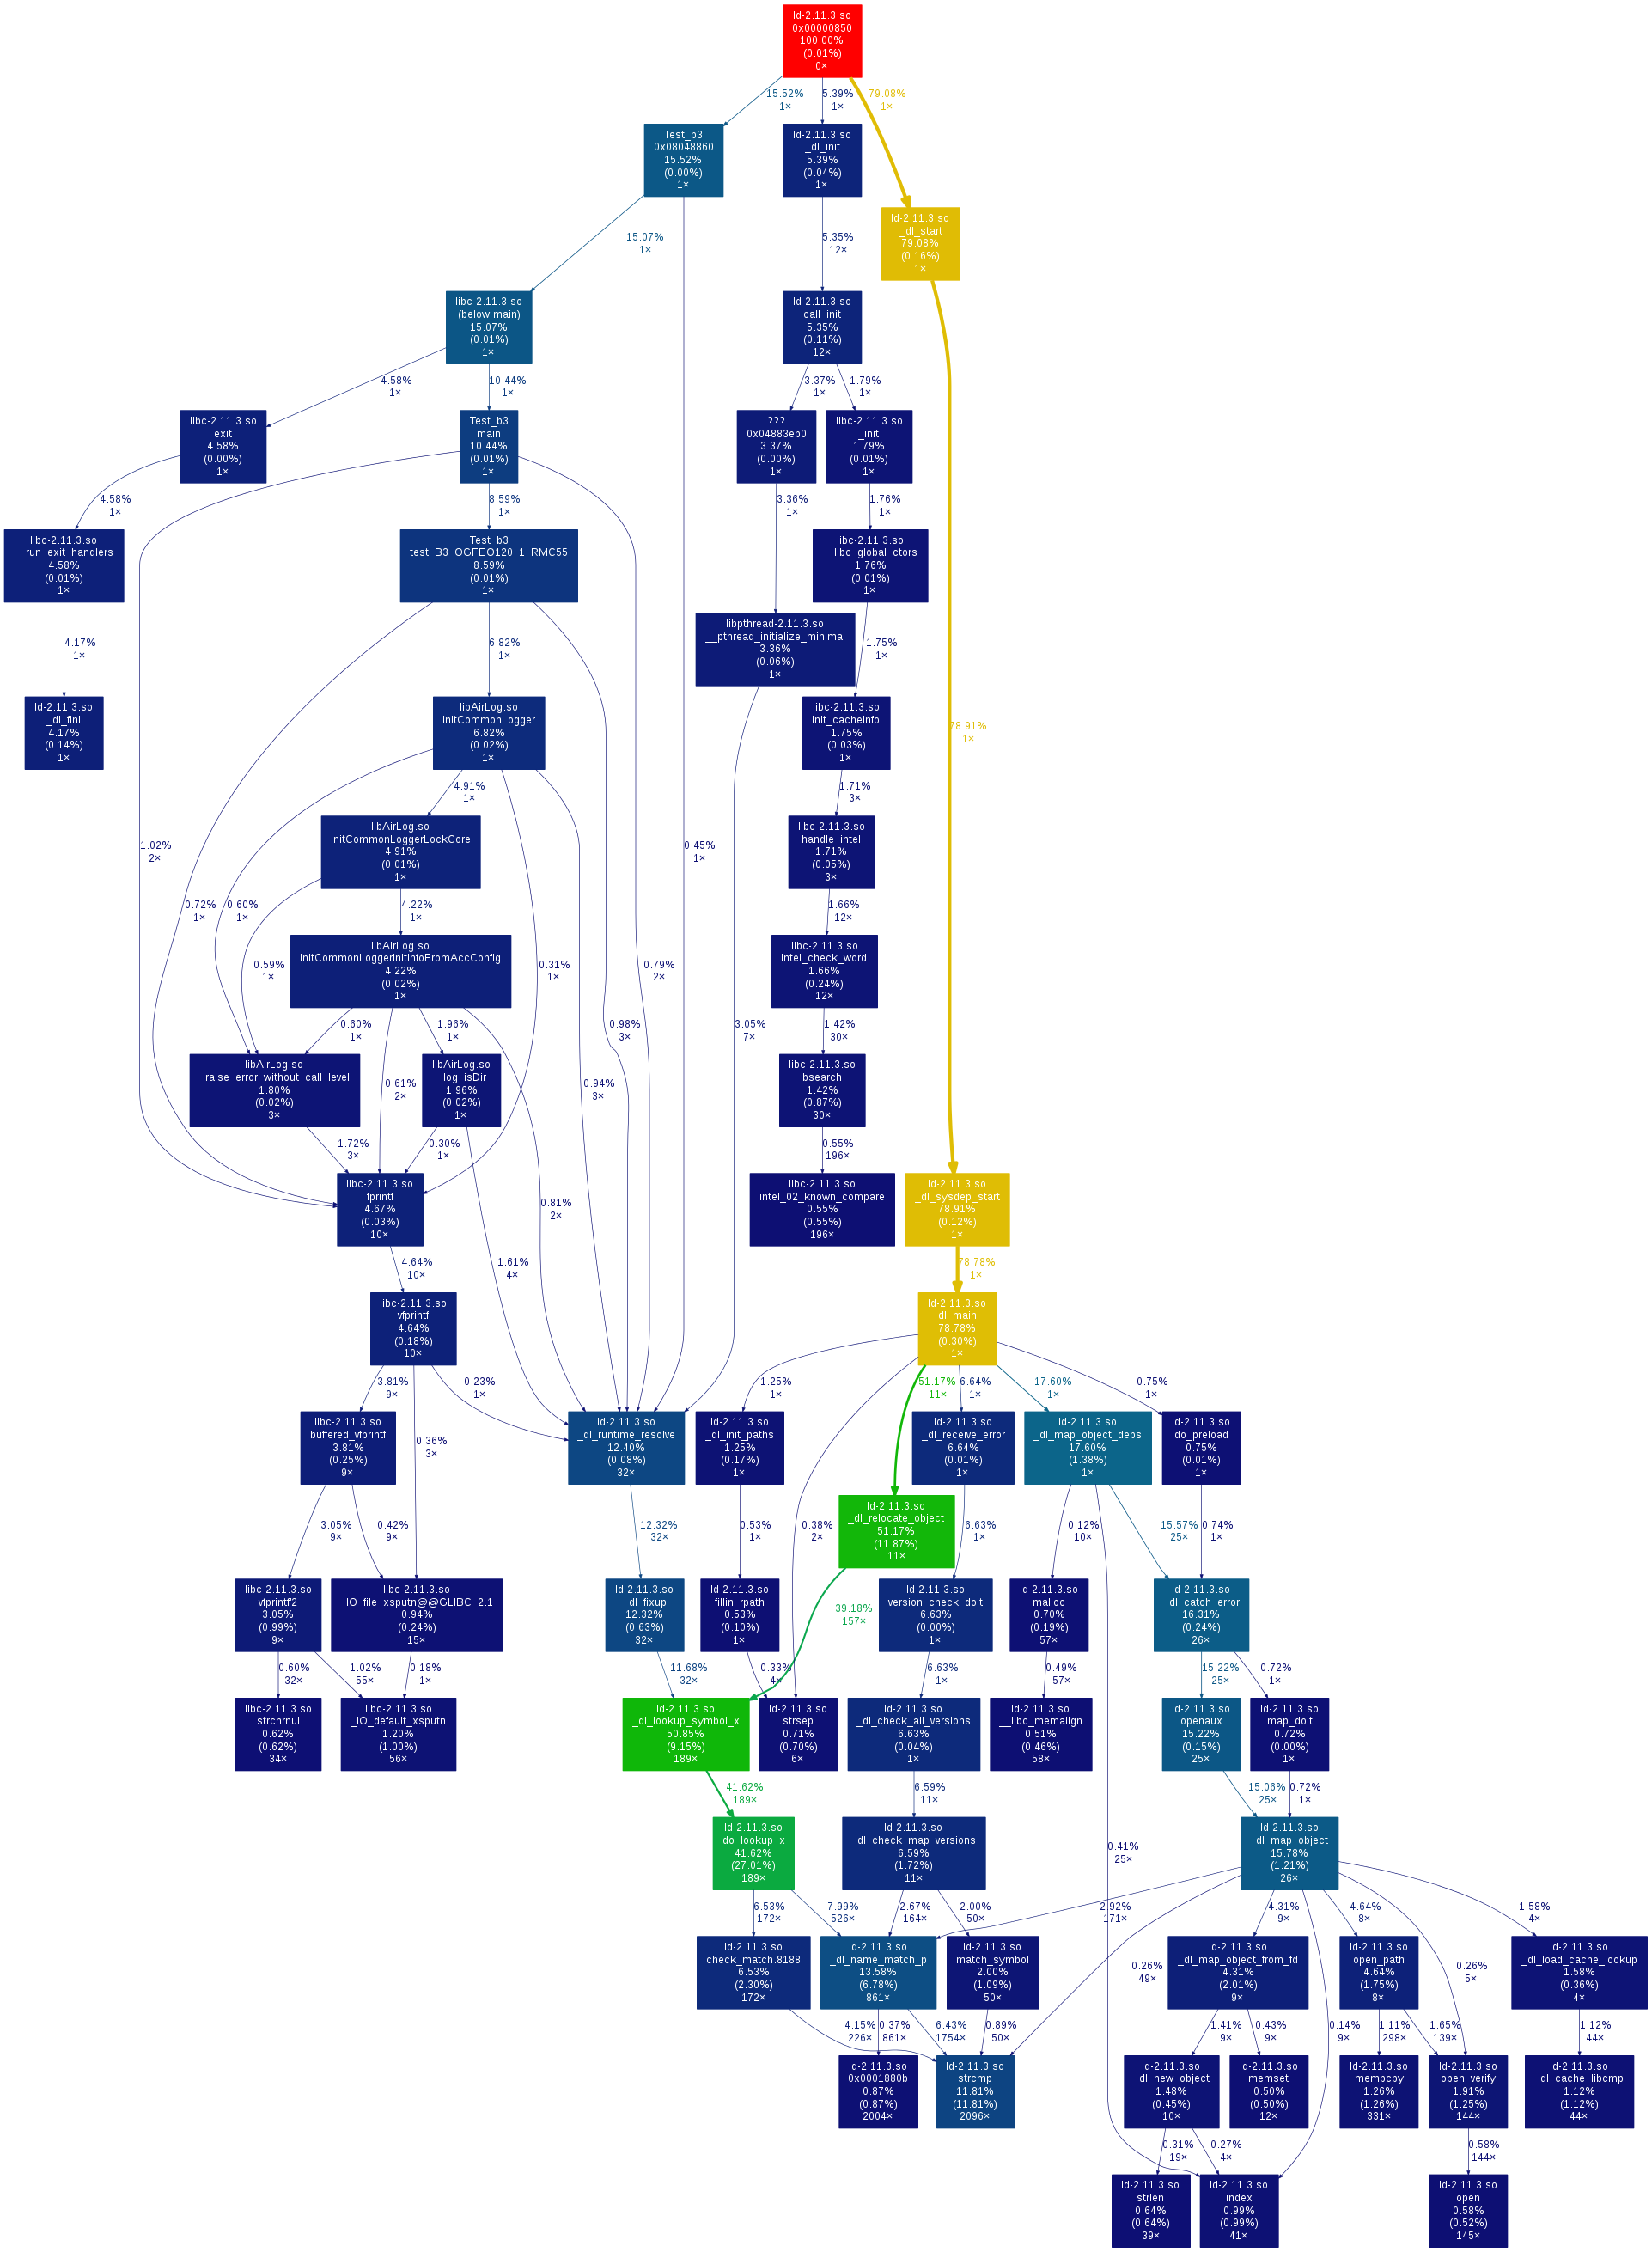 ld-2.11.3.so
0x00000850
100.00%
(0.01%)
0×
15.52%
1×
5.39%
1×
79.08%
1×
Test_b3
0x08048860
15.52%
(0.00%)
1×
ld-2.11.3.so
_dl_init
5.39%
(0.04%)
1×
ld-2.11.3.so
_dl_start
79.08%
(0.16%)
1×
15.07%
1×
5.35%
12×
libc-2.11.3.so
(below main)
15.07%
(0.01%)
1×
ld-2.11.3.so
call_init
5.35%
(0.11%)
12×
4.58%
1×
10.44%
1×
3.37%
1×
1.79%
1×
libc-2.11.3.so
exit
4.58%
(0.00%)
1×
Test_b3
main
10.44%
(0.01%)
1×
???
0x04883eb0
3.37%
(0.00%)
1×
libc-2.11.3.so
_init
1.79%
(0.01%)
1×
4.58%
1×
8.59%
1×
3.36%
1×
1.76%
1×
libc-2.11.3.so
__run_exit_handlers
4.58%
(0.01%)
1×
Test_b3
test_B3_OGFEO120_1_RMC55
8.59%
(0.01%)
1×
libc-2.11.3.so
__libc_global_ctors
1.76%
(0.01%)
1×
4.17%
1×
6.82%
1×
libpthread-2.11.3.so
__pthread_initialize_minimal
3.36%
(0.06%)
1×
1.75%
1×
ld-2.11.3.so
_dl_fini
4.17%
(0.14%)
1×
libAirLog.so
initCommonLogger
6.82%
(0.02%)
1×
libc-2.11.3.so
init_cacheinfo
1.75%
(0.03%)
1×
78.91%
1×
4.91%
1×
1.71%
3×
1.02%
2×
libAirLog.so
initCommonLoggerLockCore
4.91%
(0.01%)
1×
0.45%
1×
libc-2.11.3.so
handle_intel
1.71%
(0.05%)
3×
0.72%
1×
0.60%
1×
4.22%
1×
1.66%
12×
0.59%
1×
libAirLog.so
initCommonLoggerInitInfoFromAccConfig
4.22%
(0.02%)
1×
0.31%
1×
0.79%
2×
libc-2.11.3.so
intel_check_word
1.66%
(0.24%)
12×
0.60%
1×
1.96%
1×
0.98%
3×
3.05%
7×
1.42%
30×
libAirLog.so
_raise_error_without_call_level
1.80%
(0.02%)
3×
0.61%
2×
libAirLog.so
_log_isDir
1.96%
(0.02%)
1×
0.94%
3×
libc-2.11.3.so
bsearch
1.42%
(0.87%)
30×
1.72%
3×
0.30%
1×
0.55%
196×
libc-2.11.3.so
fprintf
4.67%
(0.03%)
10×
0.81%
2×
libc-2.11.3.so
intel_02_known_compare
0.55%
(0.55%)
196×
ld-2.11.3.so
_dl_sysdep_start
78.91%
(0.12%)
1×
4.64%
10×
1.61%
4×
78.78%
1×
libc-2.11.3.so
vfprintf
4.64%
(0.18%)
10×
ld-2.11.3.so
dl_main
78.78%
(0.30%)
1×
3.81%
9×
0.23%
1×
1.25%
1×
51.17%
11×
6.64%
1×
17.60%
1×
0.75%
1×
libc-2.11.3.so
buffered_vfprintf
3.81%
(0.25%)
9×
0.36%
3×
ld-2.11.3.so
_dl_runtime_resolve
12.40%
(0.08%)
32×
ld-2.11.3.so
_dl_init_paths
1.25%
(0.17%)
1×
ld-2.11.3.so
_dl_receive_error
6.64%
(0.01%)
1×
ld-2.11.3.so
_dl_map_object_deps
17.60%
(1.38%)
1×
ld-2.11.3.so
do_preload
0.75%
(0.01%)
1×
3.05%
9×
0.42%
9×
12.32%
32×
0.53%
1×
0.38%
2×
ld-2.11.3.so
_dl_relocate_object
51.17%
(11.87%)
11×
6.63%
1×
0.12%
10×
15.57%
25×
0.74%
1×
libc-2.11.3.so
vfprintf'2
3.05%
(0.99%)
9×
libc-2.11.3.so
_IO_file_xsputn@@GLIBC_2.1
0.94%
(0.24%)
15×
ld-2.11.3.so
_dl_fixup
12.32%
(0.63%)
32×
ld-2.11.3.so
fillin_rpath
0.53%
(0.10%)
1×
39.18%
157×
ld-2.11.3.so
version_check_doit
6.63%
(0.00%)
1×
ld-2.11.3.so
malloc
0.70%
(0.19%)
57×
ld-2.11.3.so
_dl_catch_error
16.31%
(0.24%)
26×
0.60%
32×
1.02%
55×
0.18%
1×
11.68%
32×
0.33%
4×
6.63%
1×
0.49%
57×
15.22%
25×
0.72%
1×
libc-2.11.3.so
strchrnul
0.62%
(0.62%)
34×
libc-2.11.3.so
_IO_default_xsputn
1.20%
(1.00%)
56×
ld-2.11.3.so
_dl_lookup_symbol_x
50.85%
(9.15%)
189×
ld-2.11.3.so
strsep
0.71%
(0.70%)
6×
ld-2.11.3.so
_dl_check_all_versions
6.63%
(0.04%)
1×
ld-2.11.3.so
__libc_memalign
0.51%
(0.46%)
58×
ld-2.11.3.so
openaux
15.22%
(0.15%)
25×
ld-2.11.3.so
map_doit
0.72%
(0.00%)
1×
41.62%
189×
6.59%
11×
15.06%
25×
0.72%
1×
ld-2.11.3.so
do_lookup_x
41.62%
(27.01%)
189×
ld-2.11.3.so
_dl_check_map_versions
6.59%
(1.72%)
11×
0.41%
25×
ld-2.11.3.so
_dl_map_object
15.78%
(1.21%)
26×
6.53%
172×
7.99%
526×
2.67%
164×
2.00%
50×
2.92%
171×
4.31%
9×
4.64%
8×
1.58%
4×
ld-2.11.3.so
check_match.8188
6.53%
(2.30%)
172×
ld-2.11.3.so
_dl_name_match_p
13.58%
(6.78%)
861×
ld-2.11.3.so
match_symbol
2.00%
(1.09%)
50×
0.26%
49×
ld-2.11.3.so
_dl_map_object_from_fd
4.31%
(2.01%)
9×
ld-2.11.3.so
open_path
4.64%
(1.75%)
8×
0.26%
5×
ld-2.11.3.so
_dl_load_cache_lookup
1.58%
(0.36%)
4×
4.15%
226×
0.37%
861×
6.43%
1754×
0.89%
50×
1.41%
9×
0.43%
9×
0.14%
9×
1.11%
298×
1.65%
139×
1.12%
44×
ld-2.11.3.so
0x0001880b
0.87%
(0.87%)
2004×
ld-2.11.3.so
strcmp
11.81%
(11.81%)
2096×
ld-2.11.3.so
_dl_new_object
1.48%
(0.45%)
10×
ld-2.11.3.so
memset
0.50%
(0.50%)
12×
ld-2.11.3.so
mempcpy
1.26%
(1.26%)
331×
ld-2.11.3.so
open_verify
1.91%
(1.25%)
144×
ld-2.11.3.so
_dl_cache_libcmp
1.12%
(1.12%)
44×
0.31%
19×
0.27%
4×
0.58%
144×
ld-2.11.3.so
strlen
0.64%
(0.64%)
39×
ld-2.11.3.so
index
0.99%
(0.99%)
41×
ld-2.11.3.so
open
0.58%
(0.52%)
145×